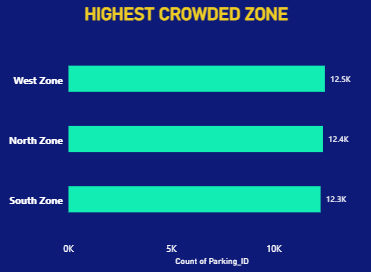 HIGHEST CROWDED ZONE
West Zone 12.5K
North Zone 12.4K
South Zone 12.3K
0K 5K 10K
Count of Parking_ID